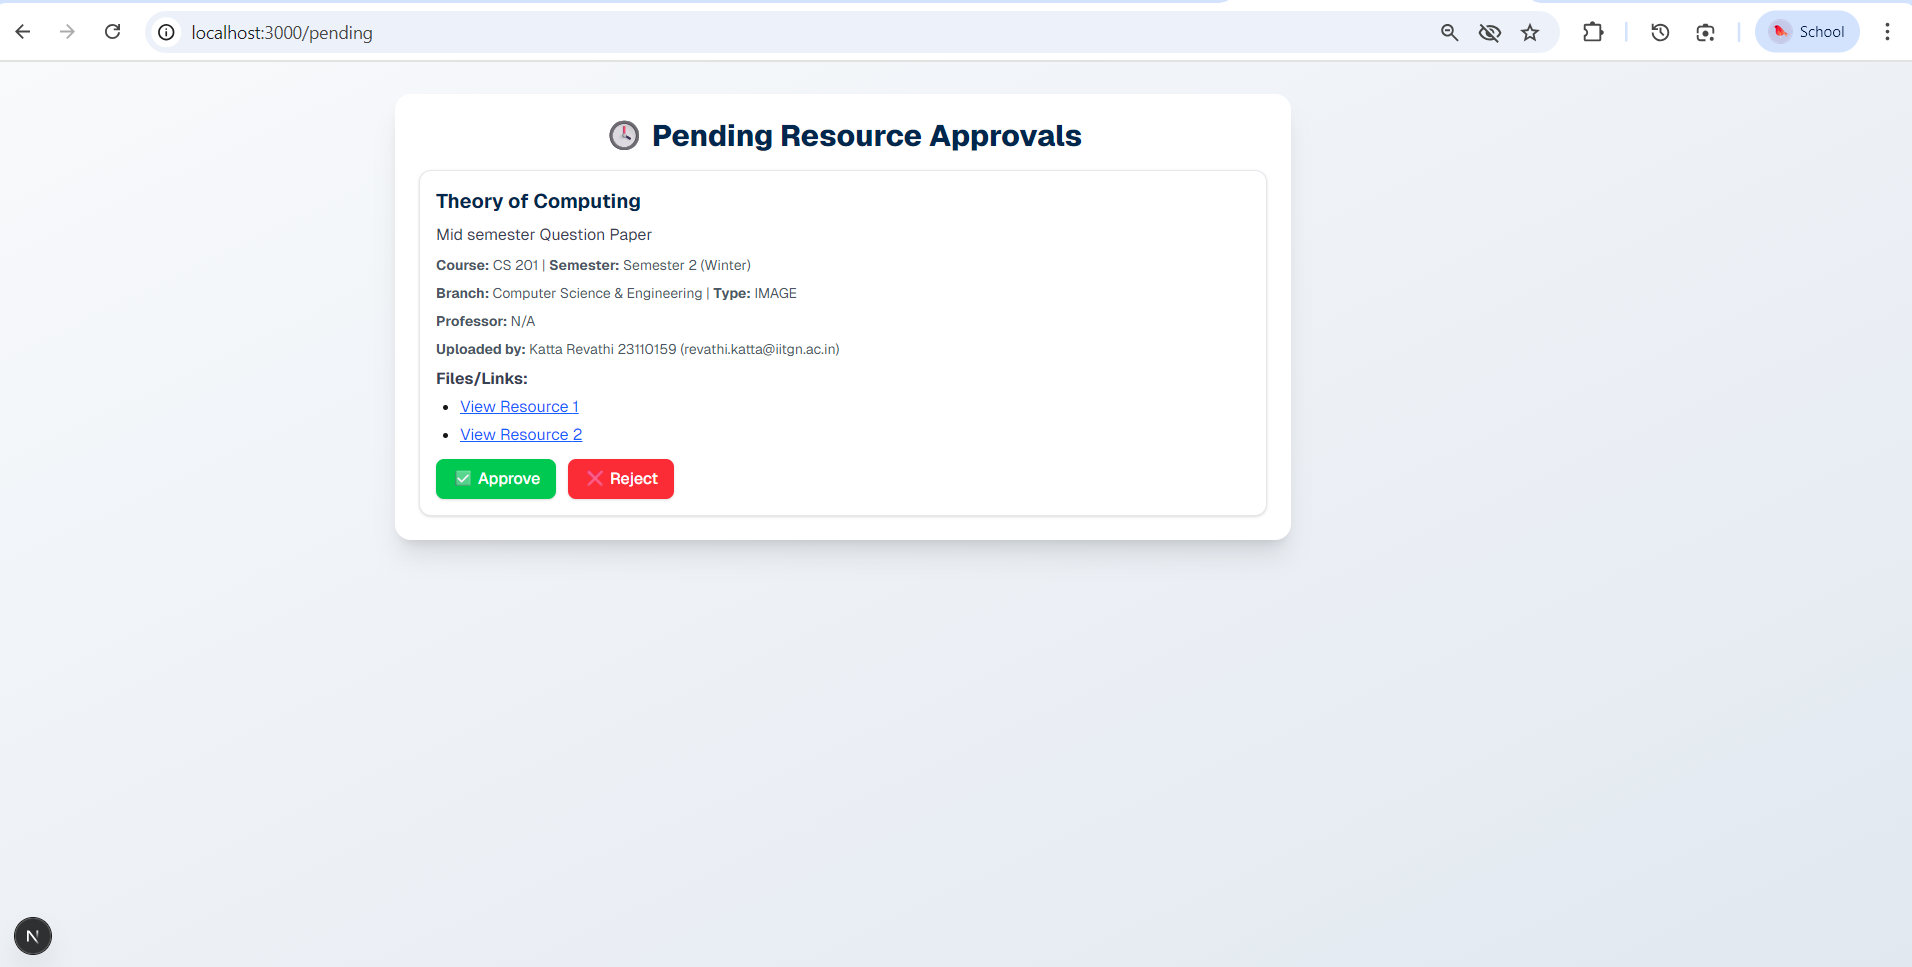 localhost:3000/pending
School
Pending Resource Approvals
Theory of Computing
Mid semester Question Paper
Course: CS 201 | Semester: Semester 2 (Winter)
Branch: Computer Science & Engineering | Type: IMAGE
Professor: N/A
Uploaded by: Katta Revathi 23110159 (revathi.katta@iitgn.ac.in)
Files/Links:
View Resource 1
View Resource 2
Approve
Reject
N